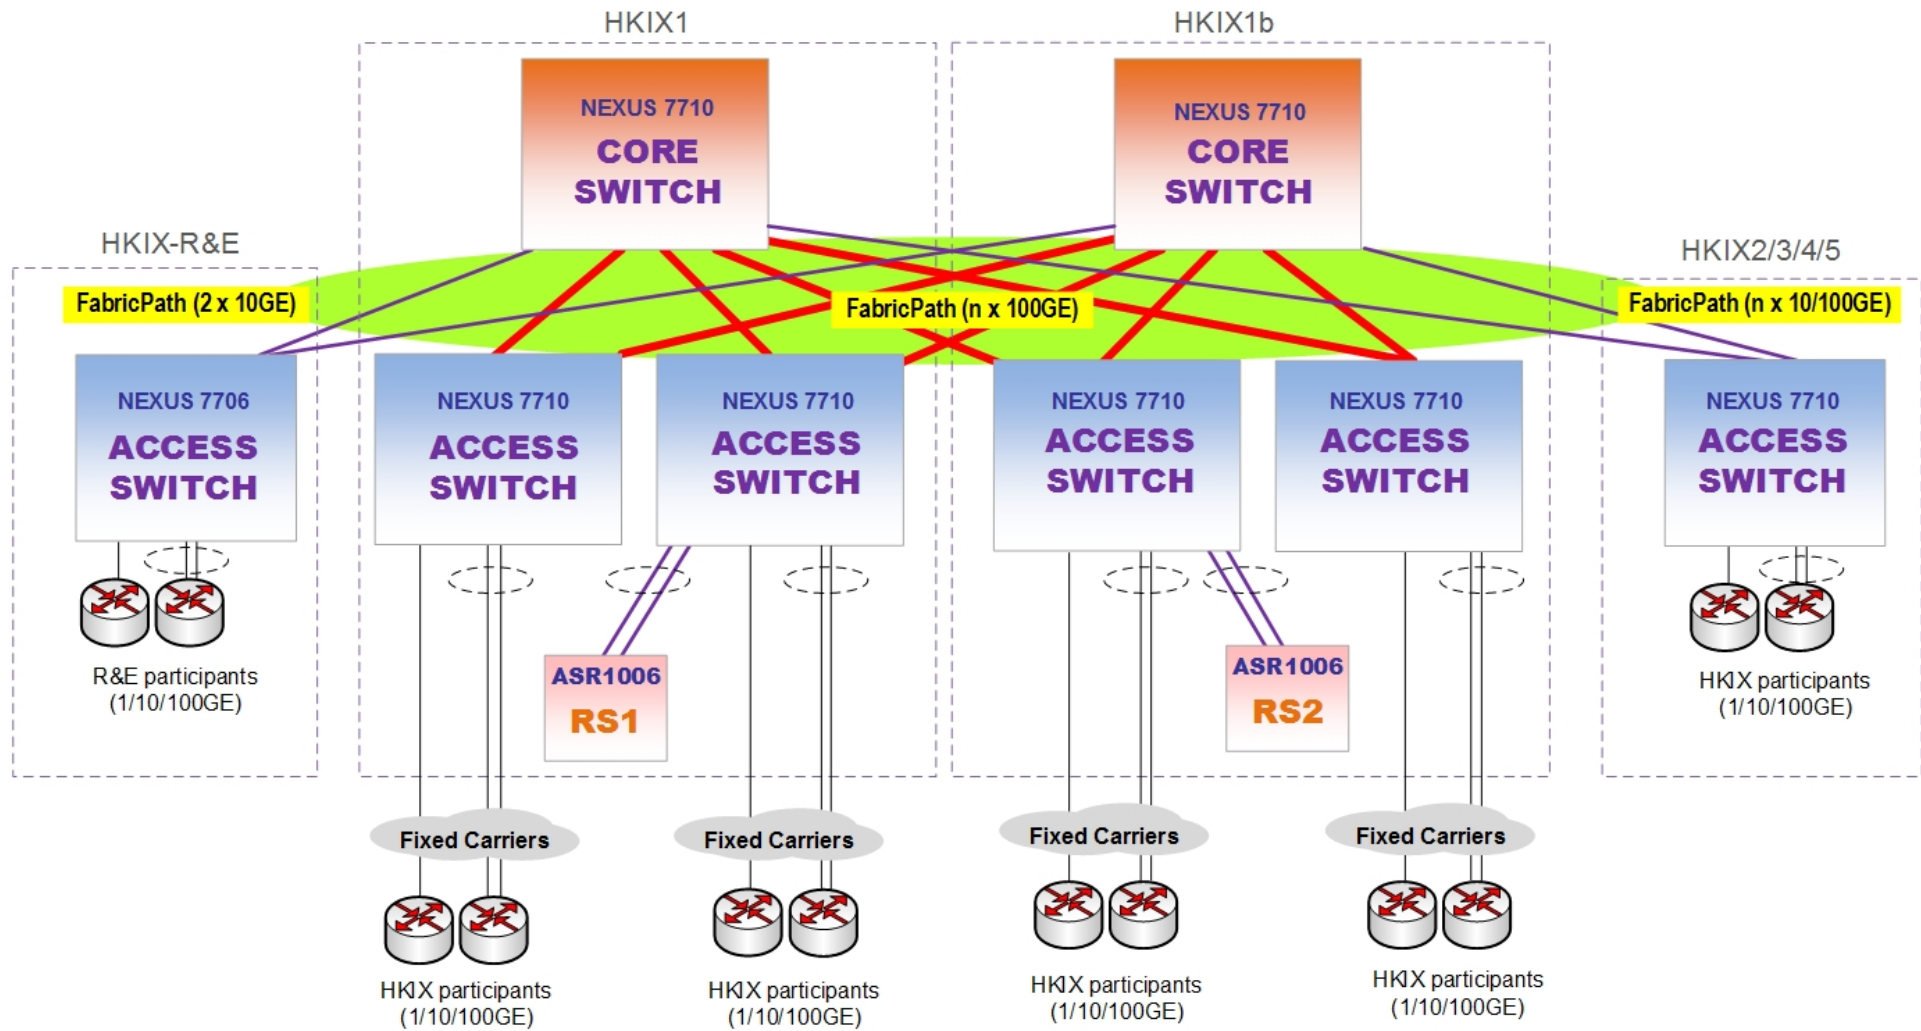 HKIX1
HKIX1b
NEXUS 7710
CORE
SWITCH
NEXUS 7710
CORE
SWITCH
HKIX-R&E
HKIX2/3/4/5
FabricPath (2 x 10GE)
FabricPath (n x 100GE)
FabricPath (n x 10/100GE)
NEXUS 7706
ACCESS
SWITCH
NEXUS 7710
ACCESS
SWITCH
NEXUS 7710
ACCESS
SWITCH
NEXUS 7710
ACCESS
SWITCH
NEXUS 7710
ACCESS
SWITCH
NEXUS 7710
ACCESS
SWITCH
R&E participants
(1/10/100GE)
ASR1006
RS1
ASR1006
RS2
HKIX participants
(1/10/100GE)
Fixed Carriers
Fixed Carriers
Fixed Carriers
Fixed Carriers
HKIX participants
(1/10/100GE)
HKIX participants
(1/10/100GE)
HKIX participants
(1/10/100GE)
HKIX participants
(1/10/100GE)